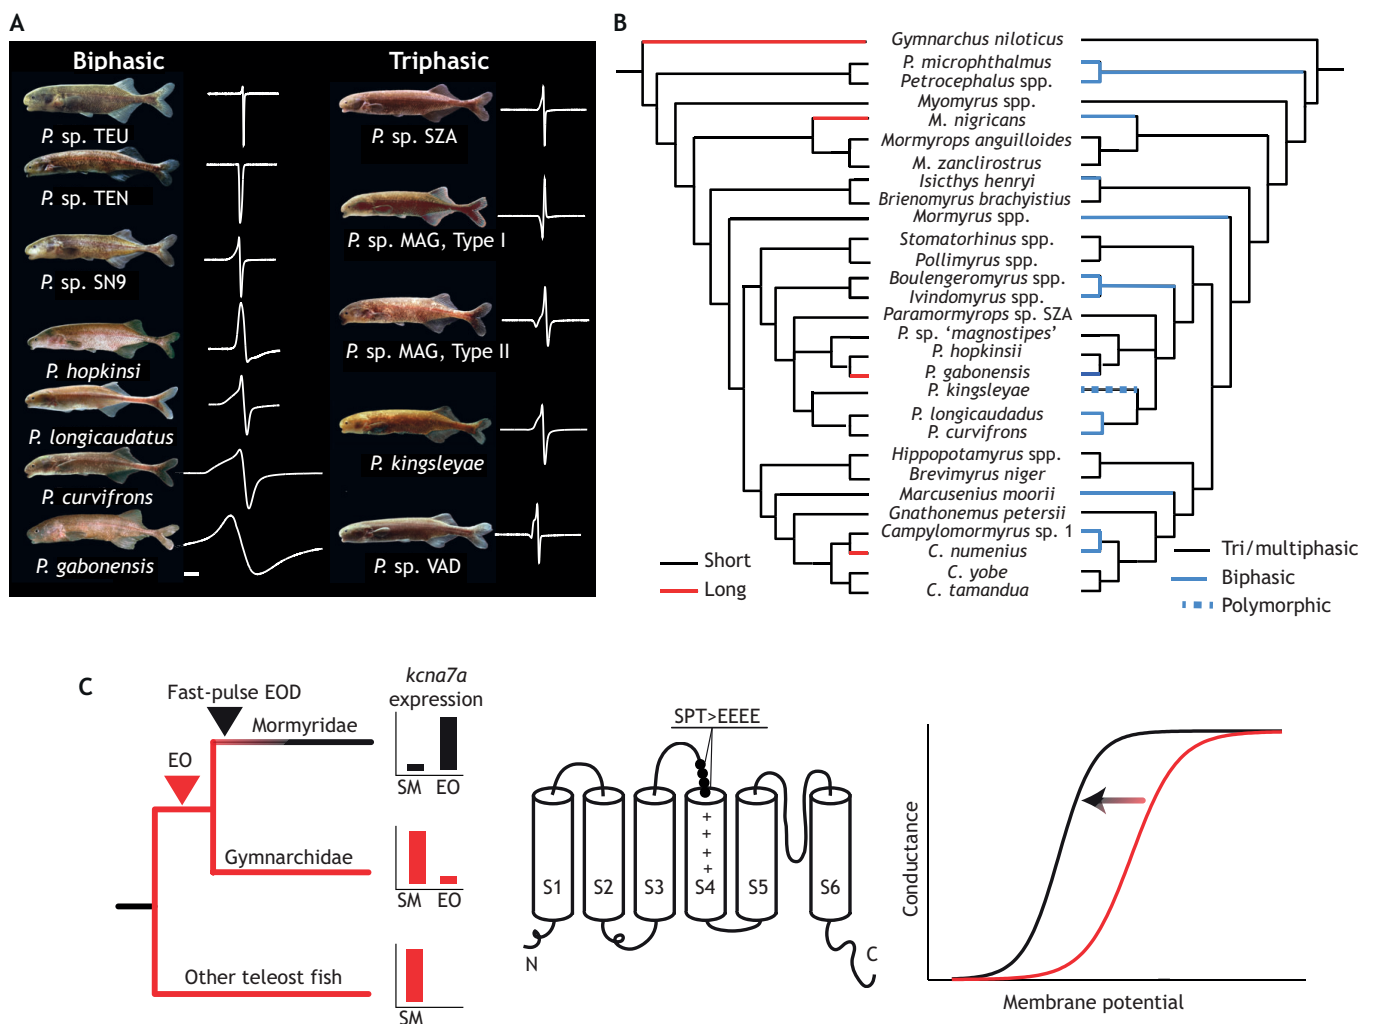 A
Biphasic
P. sp. TEU
P. sp. TEN
P. sp. SN9
P. hopkinsi
P. longicaudatus
P. curvifrons
P. gabonensis
Triphasic
P. sp. SZA
P. sp. MAG, Type I
P. sp. MAG, Type II
P. kingsleyae
P. sp. VAD
B
Gymnarchus niloticus
P. microphthalmus
Petrocephalus spp.
Myomyrus spp.
M. nigricans
Mormyrops anguilloides
M. zanclirostrus
Isicthys henryi
Brienomyrus brachyistius
Mormyrus spp.
Stomatorhinus spp.
Pollimyrus spp.
Boulengeromyrus spp.
Ivindomyrus spp.
Paramormyrops sp. SZA
P. sp. ‘magnostipes’
P. hopkinsii
P. gabonensis
P. kingsleyae
P. longicaudadus
P. curvifrons
Hippopotamyrus spp.
Brevimyrus niger
Marcusenius moorii
Gnathonemus petersii
Campylomormyrus sp. 1
C. numenius
C. yobe
C. tamandua
Short
Long
Tri/multiphasic
Biphasic
Polymorphic
C
Fast-pulse EOD
Mormyridae
EO
Gymnarchidae
Other teleost fish
kcna7a
expression
SM EO
SM EO
SM
SPT>EEEE
+
+
+
+
S1 S2 S3 S4 S5 S6
N
C
Conductance
Membrane potential